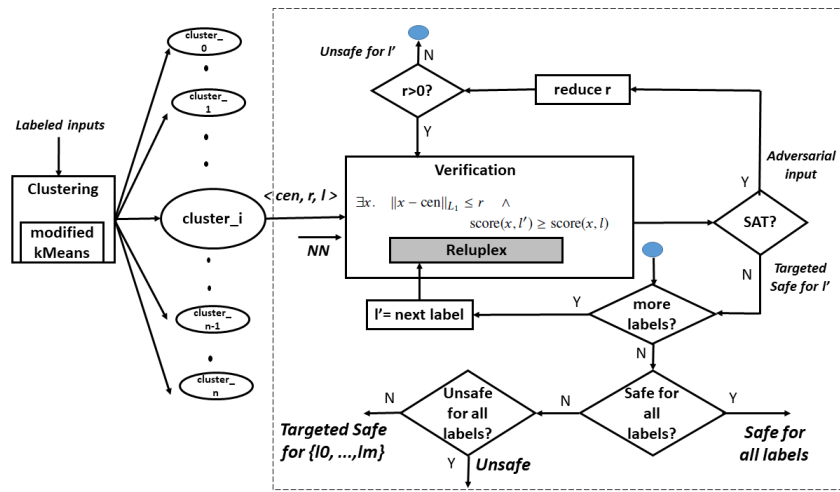 cluster_
0
Unsafe for l’
N
r>0?
reduce r
cluster_
1
Y
Labeled inputs
Clustering
modified
kMeans
< cen, r, l >
cluster_i
NN
Verification
∃x. ‖x − cen‖L₁ ≤ r ∧
score(x, l′) ≥ score(x, l)
Reluplex
Adversarial
input
Y
SAT?
N
Targeted
Safe for l’
l’= next label
Y
more
labels?
N
cluster_
n-1
cluster_
n
N
Unsafe
for all
labels?
N
Safe for
all
labels?
Y
Targeted Safe
for {l0, ...,lm}
Y
Unsafe
Safe for
all labels